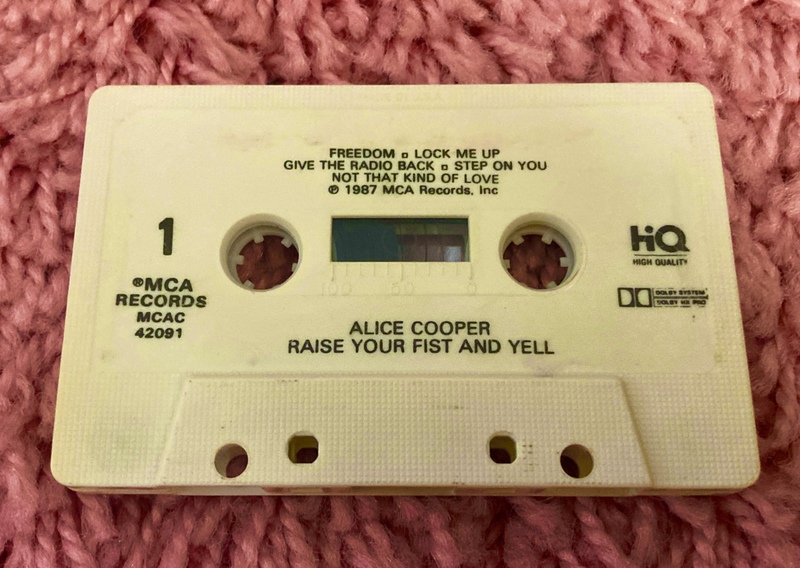 FREEDOM ▫ LOCK ME UP
GIVE THE RADIO BACK ▫ STEP ON YOU
NOT THAT KIND OF LOVE
℗ 1987 MCA Records, Inc
1
®MCA
RECORDS
MCAC
42091
HiQ
HIGH QUALITY
DOLBY SYSTEM
DOLBY HX PRO
100 50 0
ALICE COOPER
RAISE YOUR FIST AND YELL